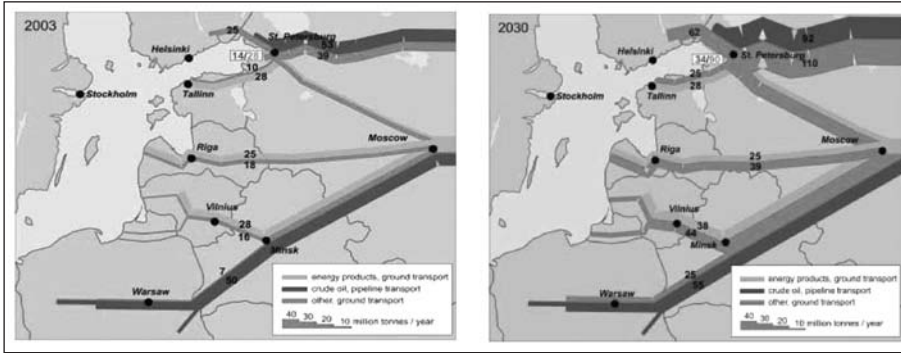 2003
25
St. Petersburg
53
Helsinki
14/28
39
10
28
Tallinn
Stockholm
Moscow
Riga
25
18
Vilnius
28
16
Minsk
7
50
Warsaw
energy products, ground transport
crude oil, pipeline transport
other, ground transport
40 30 20 10 million tonnes / year
2030
62
92
St. Petersburg
Helsinki
34/90
110
25
28
Tallinn
Stockholm
Moscow
Riga
25
39
Vilnius
38
44
Minsk
25
55
Warsaw
energy products, ground transport
crude oil, pipeline transport
other, ground transport
40 30 20 10 million tonnes / year